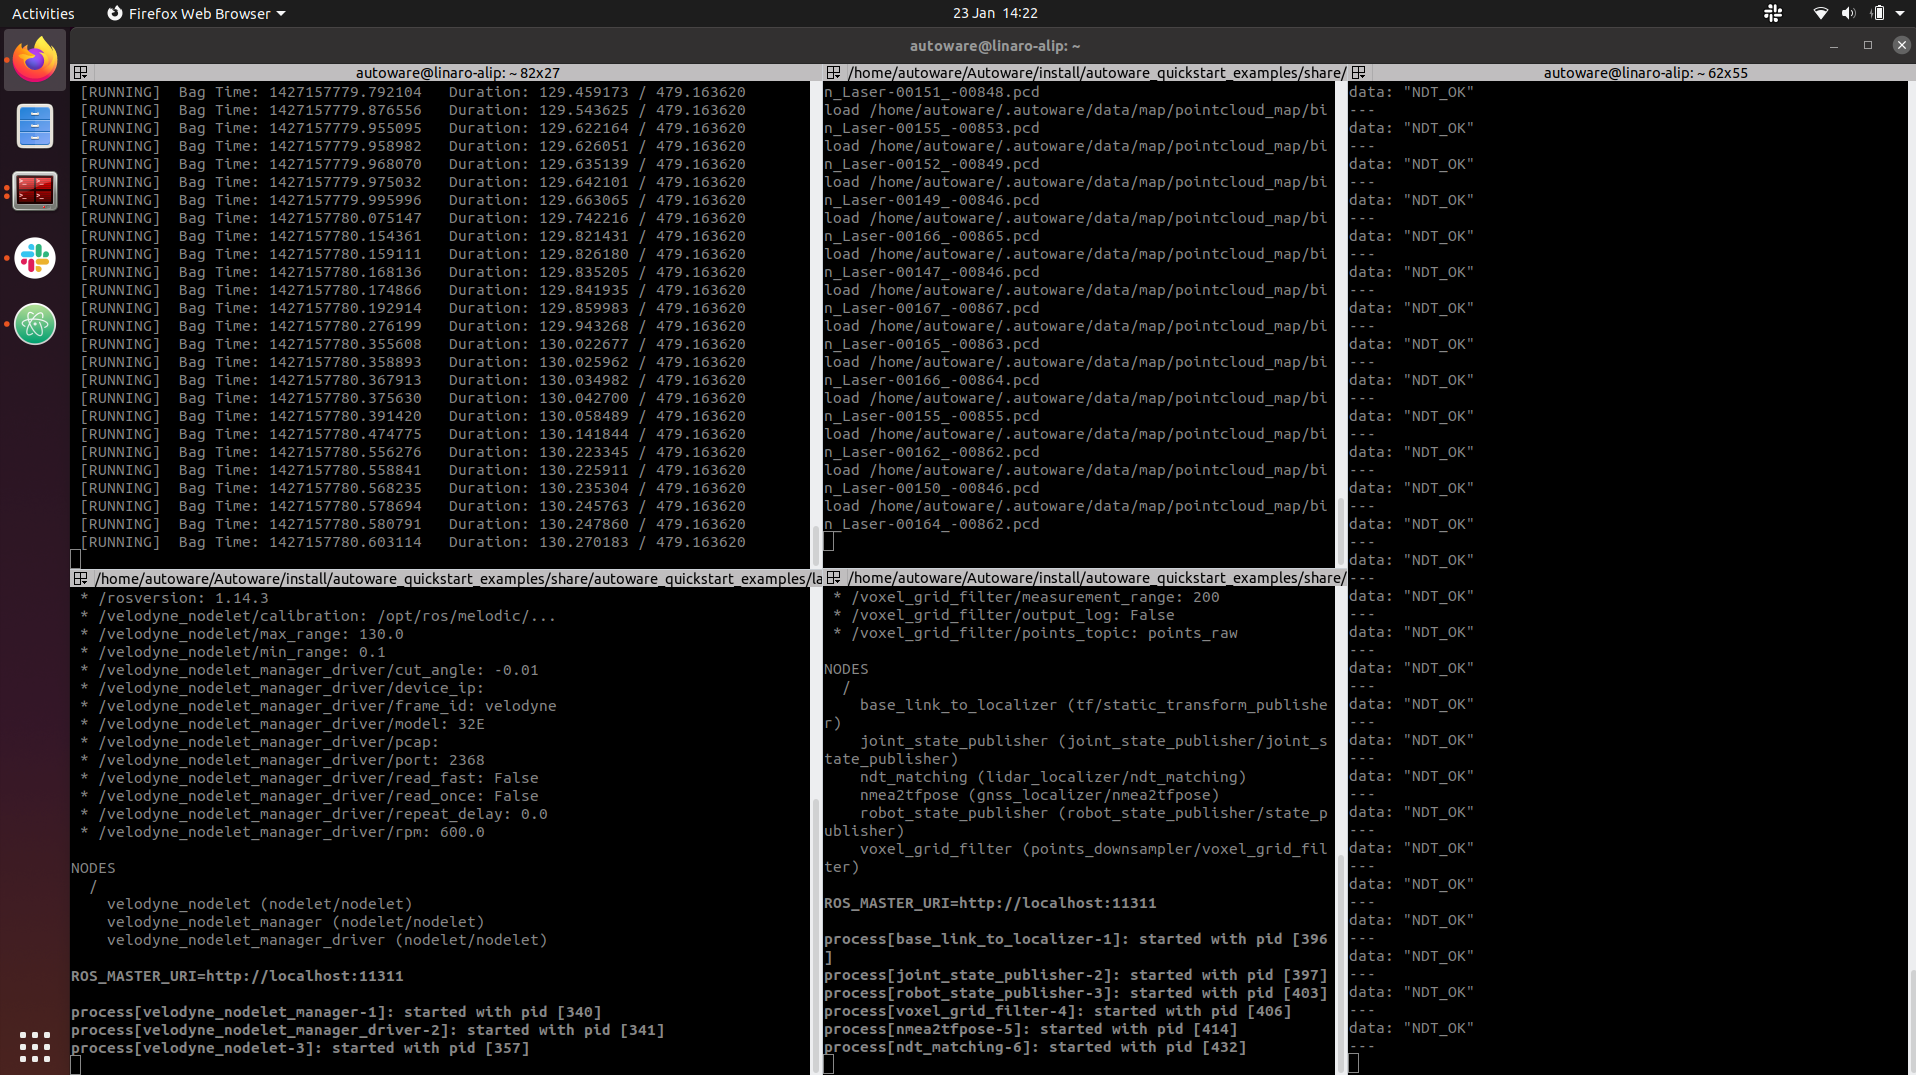 Activities
Firefox Web Browser
23 Jan 14:22
autoware@linaro-alip: ~
autoware@linaro-alip: ~ 82x27
[RUNNING]  Bag Time: 1427157779.792104   Duration: 129.459173 / 479.163620
[RUNNING]  Bag Time: 1427157779.876556   Duration: 129.543625 / 479.163620
[RUNNING]  Bag Time: 1427157779.955095   Duration: 129.622164 / 479.163620
[RUNNING]  Bag Time: 1427157779.958982   Duration: 129.626051 / 479.163620
[RUNNING]  Bag Time: 1427157779.968070   Duration: 129.635139 / 479.163620
[RUNNING]  Bag Time: 1427157779.975032   Duration: 129.642101 / 479.163620
[RUNNING]  Bag Time: 1427157779.995996   Duration: 129.663065 / 479.163620
[RUNNING]  Bag Time: 1427157780.075147   Duration: 129.742216 / 479.163620
[RUNNING]  Bag Time: 1427157780.154361   Duration: 129.821431 / 479.163620
[RUNNING]  Bag Time: 1427157780.159111   Duration: 129.826180 / 479.163620
[RUNNING]  Bag Time: 1427157780.168136   Duration: 129.835205 / 479.163620
[RUNNING]  Bag Time: 1427157780.174866   Duration: 129.841935 / 479.163620
[RUNNING]  Bag Time: 1427157780.192914   Duration: 129.859983 / 479.163620
[RUNNING]  Bag Time: 1427157780.276199   Duration: 129.943268 / 479.163620
[RUNNING]  Bag Time: 1427157780.355608   Duration: 130.022677 / 479.163620
[RUNNING]  Bag Time: 1427157780.358893   Duration: 130.025962 / 479.163620
[RUNNING]  Bag Time: 1427157780.367913   Duration: 130.034982 / 479.163620
[RUNNING]  Bag Time: 1427157780.375630   Duration: 130.042700 / 479.163620
[RUNNING]  Bag Time: 1427157780.391420   Duration: 130.058489 / 479.163620
[RUNNING]  Bag Time: 1427157780.474775   Duration: 130.141844 / 479.163620
[RUNNING]  Bag Time: 1427157780.556276   Duration: 130.223345 / 479.163620
[RUNNING]  Bag Time: 1427157780.558841   Duration: 130.225911 / 479.163620
[RUNNING]  Bag Time: 1427157780.568235   Duration: 130.235304 / 479.163620
[RUNNING]  Bag Time: 1427157780.578694   Duration: 130.245763 / 479.163620
[RUNNING]  Bag Time: 1427157780.580791   Duration: 130.247860 / 479.163620
[RUNNING]  Bag Time: 1427157780.603114   Duration: 130.270183 / 479.163620
/home/autoware/Autoware/install/autoware_quickstart_examples/share/autoware_quickstart_examples/la
* /rosversion: 1.14.3
* /velodyne_nodelet/calibration: /opt/ros/melodic/...
* /velodyne_nodelet/max_range: 130.0
* /velodyne_nodelet/min_range: 0.1
* /velodyne_nodelet_manager_driver/cut_angle: -0.01
* /velodyne_nodelet_manager_driver/device_ip:
* /velodyne_nodelet_manager_driver/frame_id: velodyne
* /velodyne_nodelet_manager_driver/model: 32E
* /velodyne_nodelet_manager_driver/pcap:
* /velodyne_nodelet_manager_driver/port: 2368
* /velodyne_nodelet_manager_driver/read_fast: False
* /velodyne_nodelet_manager_driver/read_once: False
* /velodyne_nodelet_manager_driver/repeat_delay: 0.0
* /velodyne_nodelet_manager_driver/rpm: 600.0
NODES
/
velodyne_nodelet (nodelet/nodelet)
velodyne_nodelet_manager (nodelet/nodelet)
velodyne_nodelet_manager_driver (nodelet/nodelet)
ROS_MASTER_URI=http://localhost:11311
process[velodyne_nodelet_manager-1]: started with pid [340]
process[velodyne_nodelet_manager_driver-2]: started with pid [341]
process[velodyne_nodelet-3]: started with pid [357]
/home/autoware/Autoware/install/autoware_quickstart_examples/share/
n_Laser-00151_-00848.pcd
load /home/autoware/.autoware/data/map/pointcloud_map/bi
n_Laser-00155_-00853.pcd
load /home/autoware/.autoware/data/map/pointcloud_map/bi
n_Laser-00152_-00849.pcd
load /home/autoware/.autoware/data/map/pointcloud_map/bi
n_Laser-00149_-00846.pcd
load /home/autoware/.autoware/data/map/pointcloud_map/bi
n_Laser-00166_-00865.pcd
load /home/autoware/.autoware/data/map/pointcloud_map/bi
n_Laser-00147_-00846.pcd
load /home/autoware/.autoware/data/map/pointcloud_map/bi
n_Laser-00167_-00867.pcd
load /home/autoware/.autoware/data/map/pointcloud_map/bi
n_Laser-00165_-00863.pcd
load /home/autoware/.autoware/data/map/pointcloud_map/bi
n_Laser-00166_-00864.pcd
load /home/autoware/.autoware/data/map/pointcloud_map/bi
n_Laser-00155_-00855.pcd
load /home/autoware/.autoware/data/map/pointcloud_map/bi
n_Laser-00162_-00862.pcd
load /home/autoware/.autoware/data/map/pointcloud_map/bi
n_Laser-00150_-00846.pcd
load /home/autoware/.autoware/data/map/pointcloud_map/bi
n_Laser-00164_-00862.pcd
/home/autoware/Autoware/install/autoware_quickstart_examples/share/
* /voxel_grid_filter/measurement_range: 200
* /voxel_grid_filter/output_log: False
* /voxel_grid_filter/points_topic: points_raw
NODES
/
base_link_to_localizer (tf/static_transform_publishe
r)
joint_state_publisher (joint_state_publisher/joint_s
tate_publisher)
ndt_matching (lidar_localizer/ndt_matching)
nmea2tfpose (gnss_localizer/nmea2tfpose)
robot_state_publisher (robot_state_publisher/state_p
ublisher)
voxel_grid_filter (points_downsampler/voxel_grid_fil
ter)
ROS_MASTER_URI=http://localhost:11311
process[base_link_to_localizer-1]: started with pid [396
]
process[joint_state_publisher-2]: started with pid [397]
process[robot_state_publisher-3]: started with pid [403]
process[voxel_grid_filter-4]: started with pid [406]
process[nmea2tfpose-5]: started with pid [414]
process[ndt_matching-6]: started with pid [432]
autoware@linaro-alip: ~ 62x55
data: "NDT_OK"
---
data: "NDT_OK"
---
data: "NDT_OK"
---
data: "NDT_OK"
---
data: "NDT_OK"
---
data: "NDT_OK"
---
data: "NDT_OK"
---
data: "NDT_OK"
---
data: "NDT_OK"
---
data: "NDT_OK"
---
data: "NDT_OK"
---
data: "NDT_OK"
---
data: "NDT_OK"
---
data: "NDT_OK"
---
data: "NDT_OK"
---
data: "NDT_OK"
---
data: "NDT_OK"
---
data: "NDT_OK"
---
data: "NDT_OK"
---
data: "NDT_OK"
---
data: "NDT_OK"
---
data: "NDT_OK"
---
data: "NDT_OK"
---
data: "NDT_OK"
---
data: "NDT_OK"
---
data: "NDT_OK"
---
data: "NDT_OK"
---